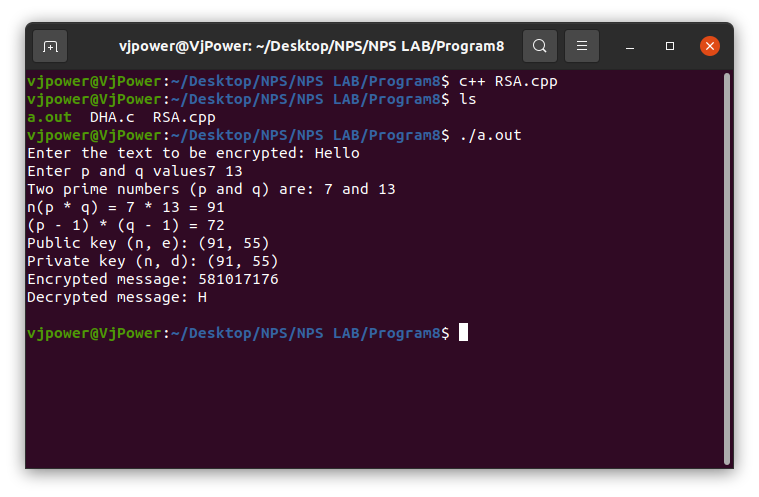 vjpower@VjPower: ~/Desktop/NPS/NPS LAB/Program8
vjpower@VjPower:~/Desktop/NPS/NPS LAB/Program8$ c++ RSA.cpp
vjpower@VjPower:~/Desktop/NPS/NPS LAB/Program8$ ls
a.out  DHA.c  RSA.cpp
vjpower@VjPower:~/Desktop/NPS/NPS LAB/Program8$ ./a.out
Enter the text to be encrypted: Hello
Enter p and q values7 13
Two prime numbers (p and q) are: 7 and 13
n(p * q) = 7 * 13 = 91
(p - 1) * (q - 1) = 72
Public key (n, e): (91, 55)
Private key (n, d): (91, 55)
Encrypted message: 581017176
Decrypted message: H
vjpower@VjPower:~/Desktop/NPS/NPS LAB/Program8$